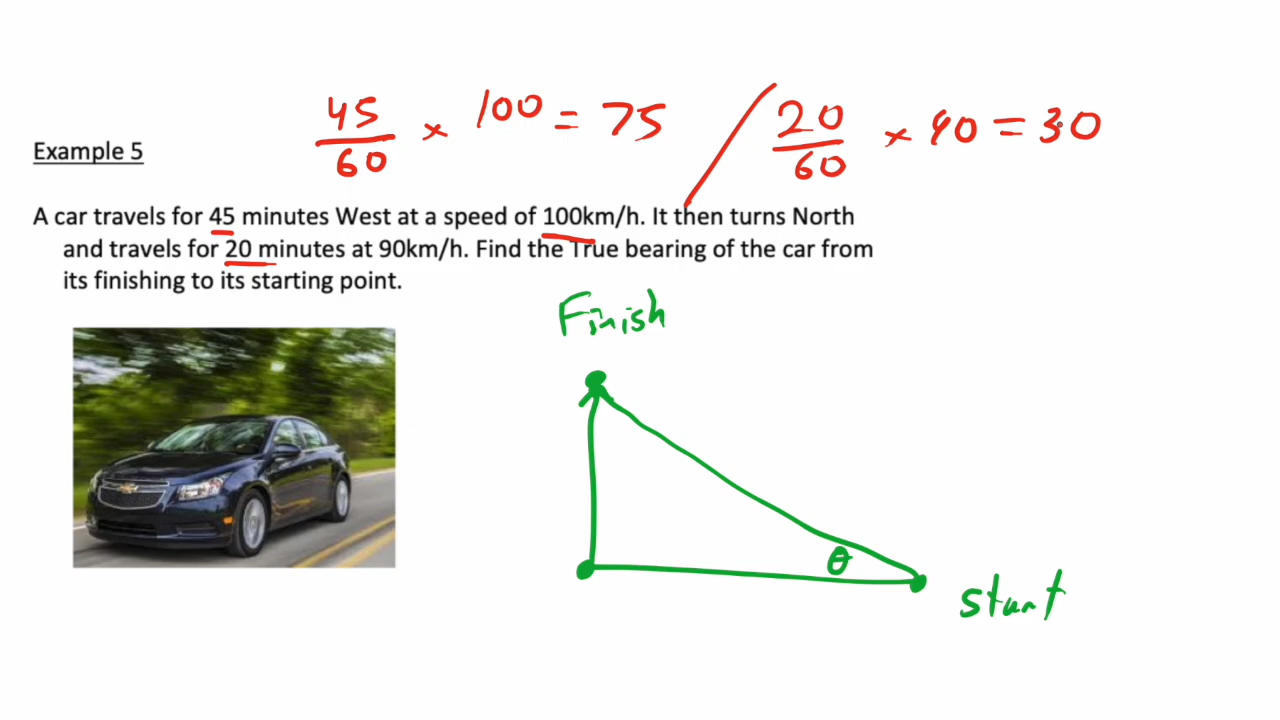 45/60 × 100 = 75 / 20/60 × 90 = 30
Example 5
A car travels for 45 minutes West at a speed of 100km/h. It then turns North
and travels for 20 minutes at 90km/h. Find the True bearing of the car from
its finishing to its starting point.
Finish
θ
start